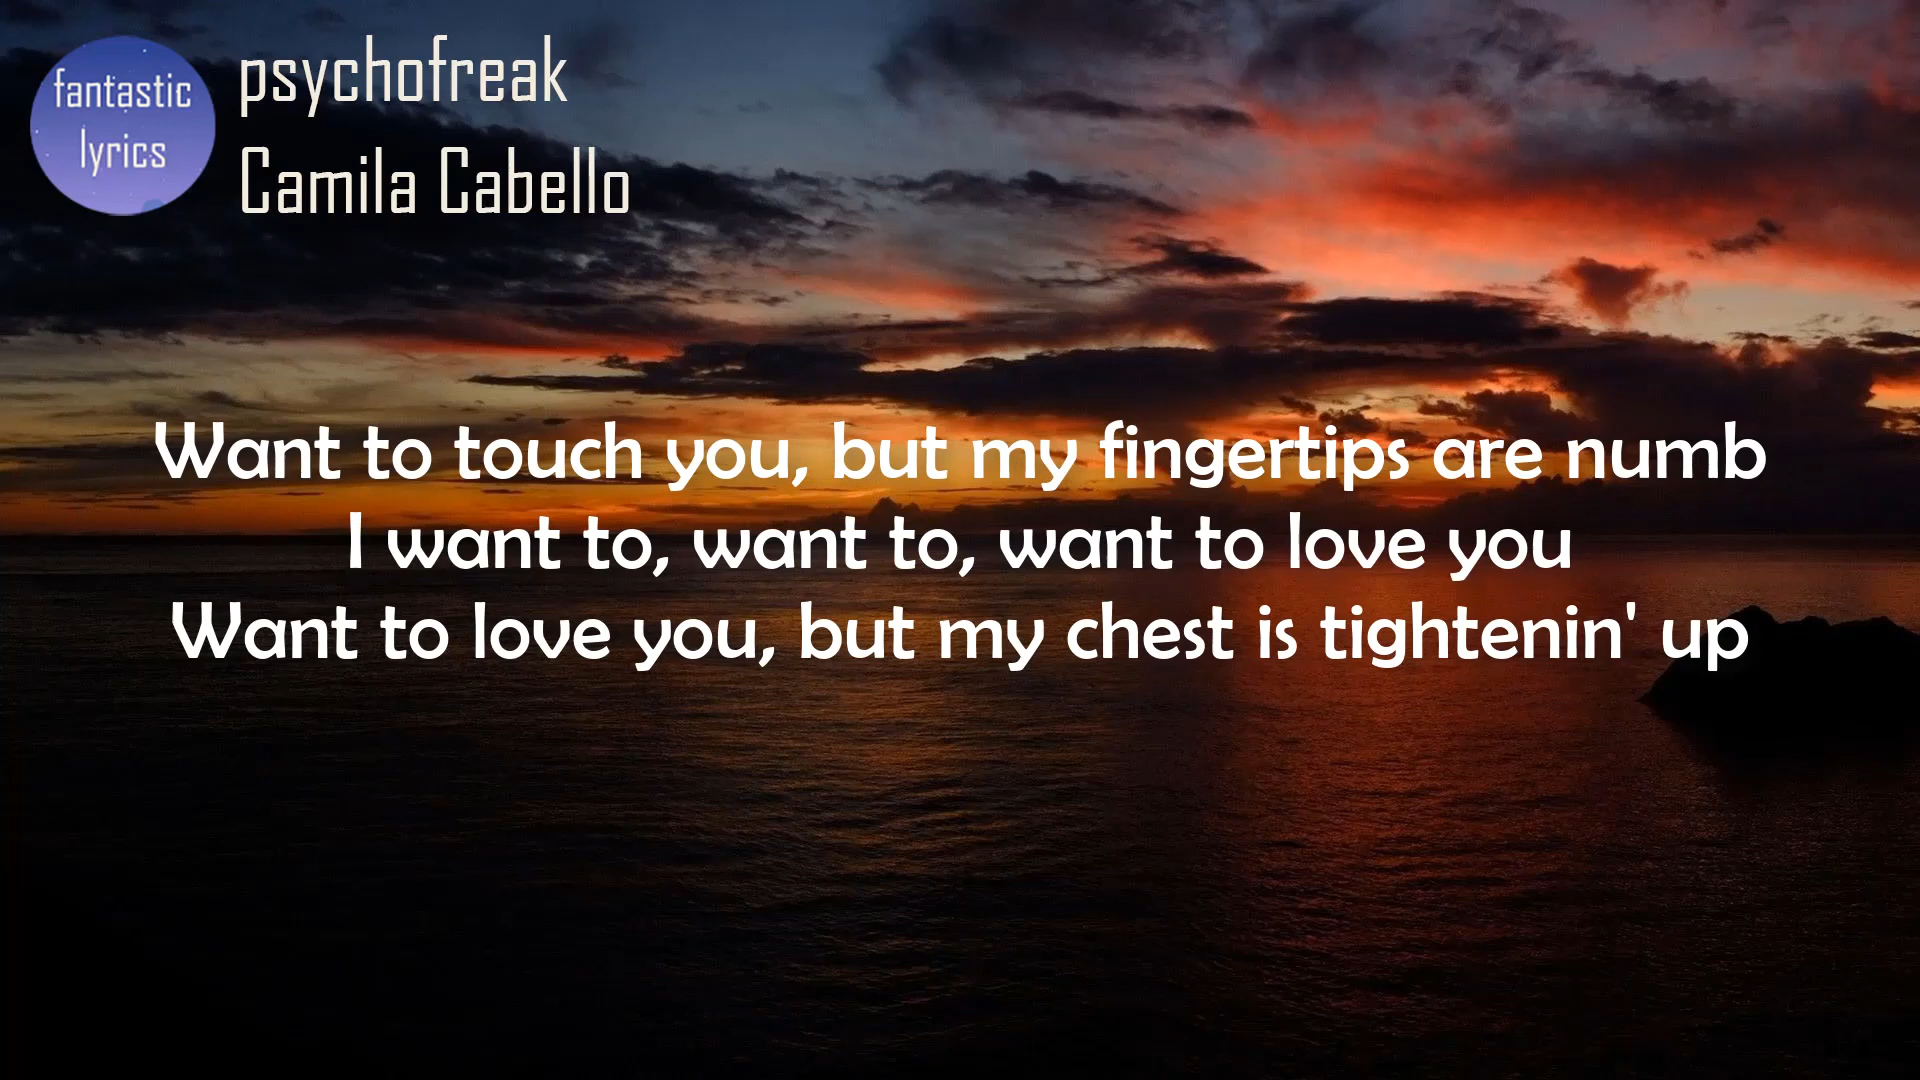 fantastic
lyrics
psychofreak
Camila Cabello
Want to touch you, but my fingertips are numb
I want to, want to, want to love you
Want to love you, but my chest is tightenin' up